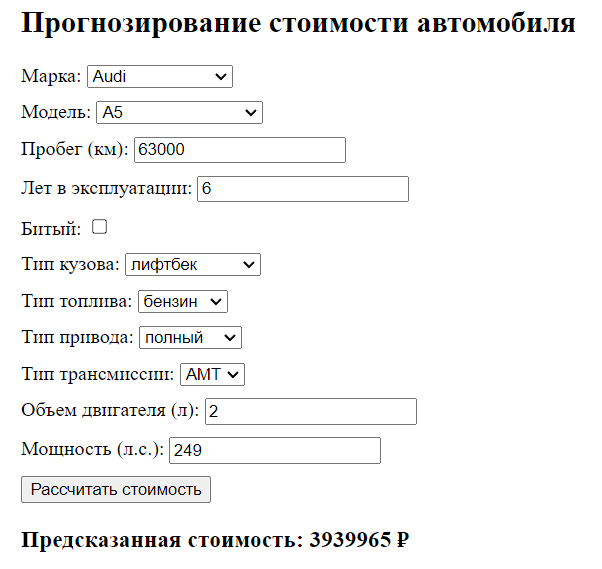 Прогнозирование стоимости автомобиля
Марка: Audi
Модель: A5
Пробег (км): 63000
Лет в эксплуатации: 6
Битый:
Тип кузова: лифтбек
Тип топлива: бензин
Тип привода: полный
Тип трансмиссии: AMT
Объем двигателя (л): 2
Мощность (л.с.): 249
Рассчитать стоимость
Предсказанная стоимость: 3939965 ₽